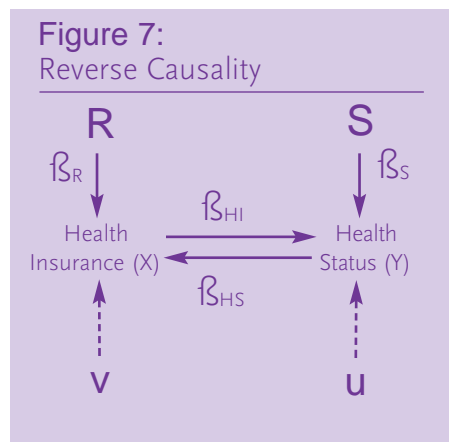 Figure 7:
Reverse Causality
R S
ßR ßS
ßHI
Health Health
Insurance (X) Status (Y)
ßHS
v u